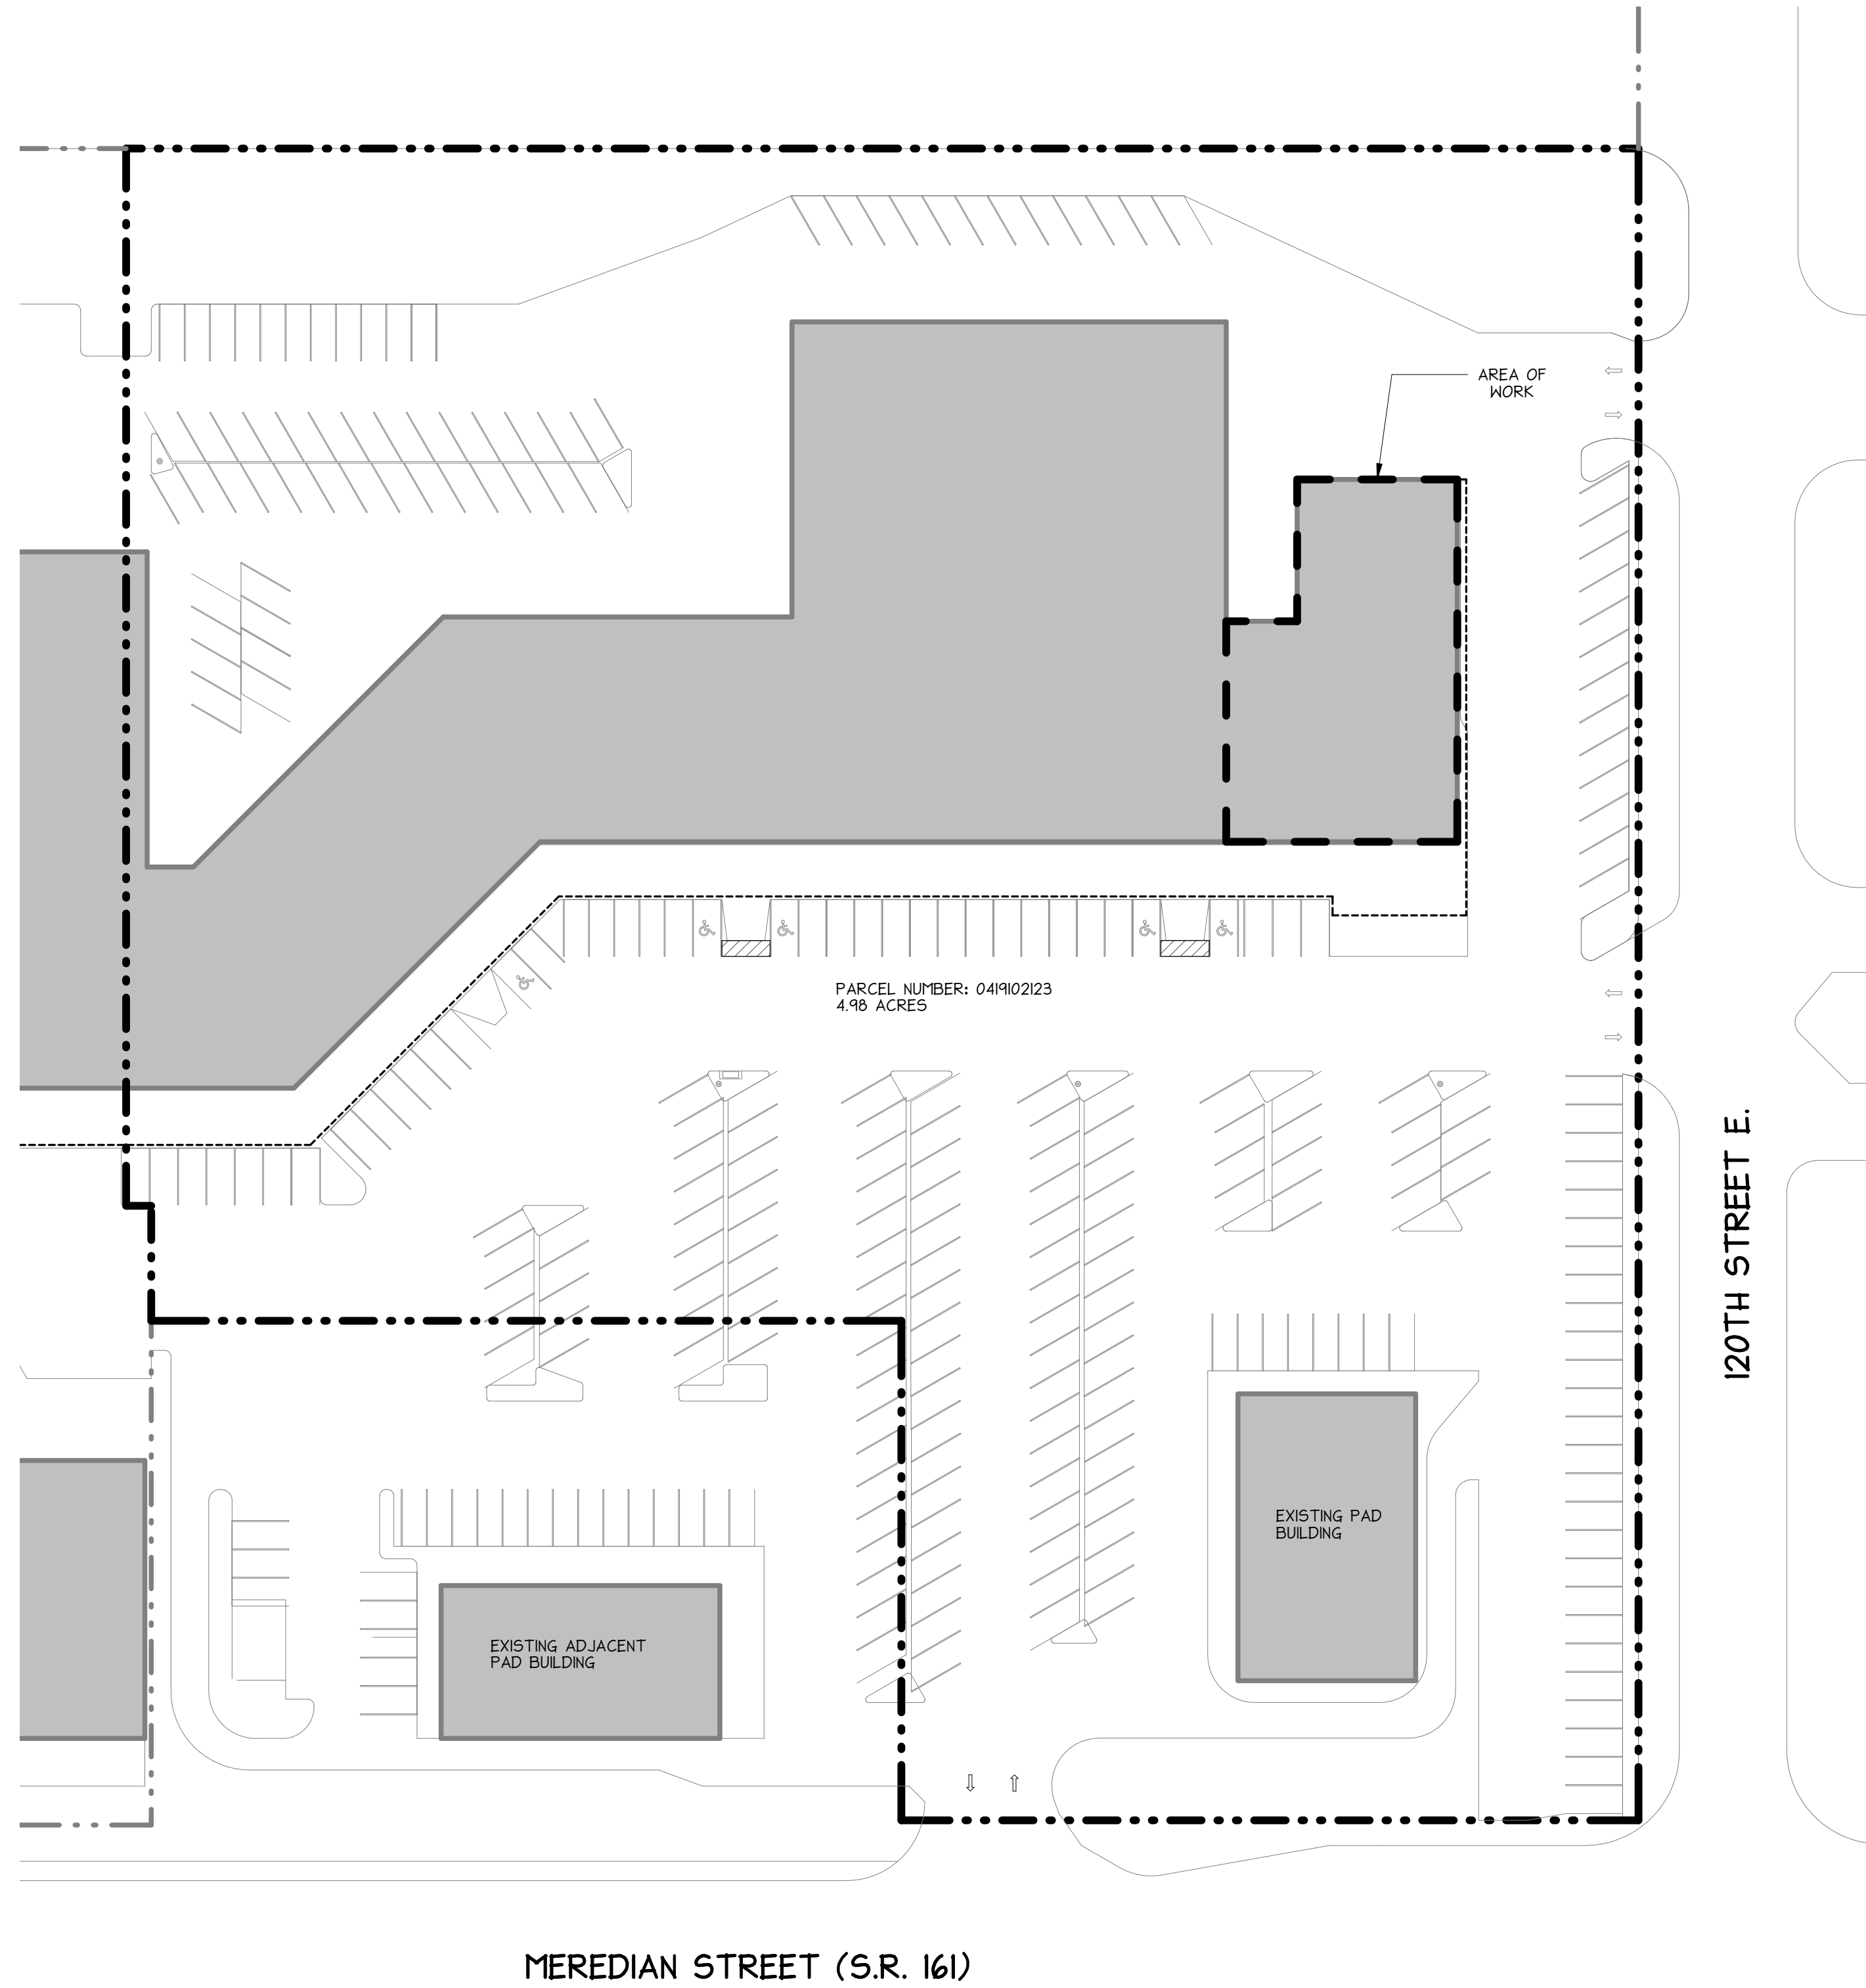 AREA OF
WORK
PARCEL NUMBER: 0419102123
4.98 ACRES
120TH STREET E.
EXISTING PAD
BUILDING
EXISTING ADJACENT
PAD BUILDING
MEREDIAN STREET (S.R. 161)